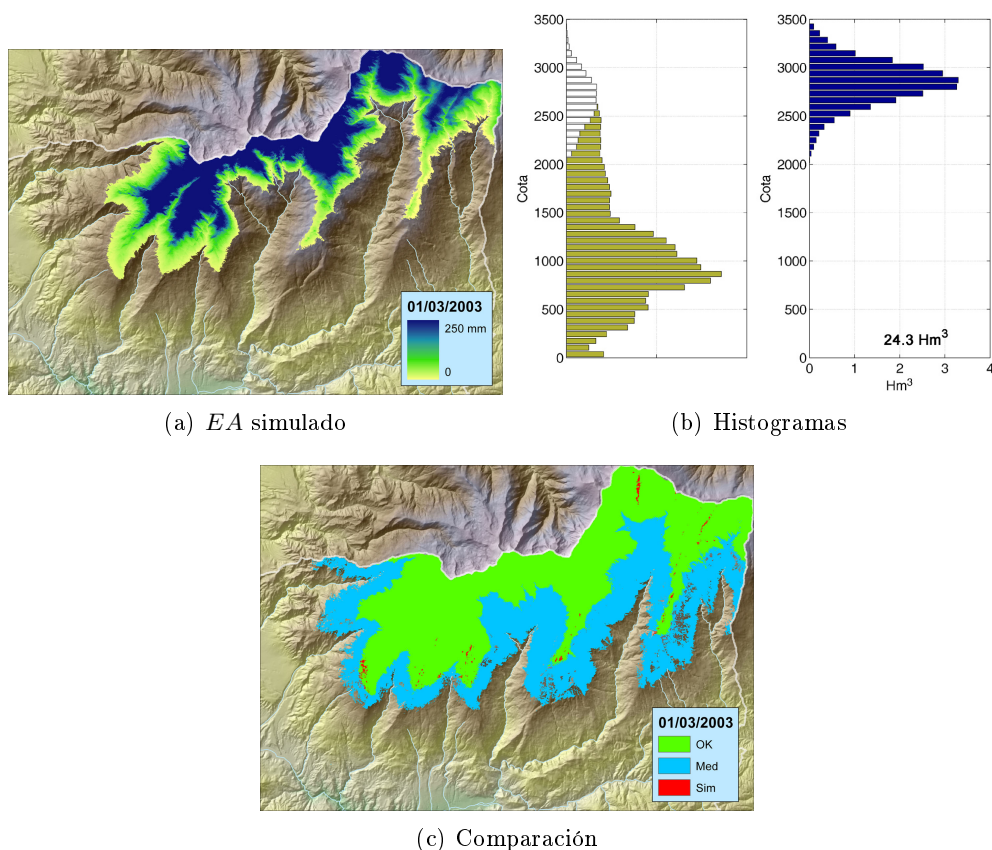 01/03/2003
250 mm
0
(a) EA simulado
3500
3000
2500
2000
1500
1000
500
0
Cota
3500
3000
2500
2000
1500
1000
500
0
Cota
0 1 2 3 4
Hm³
24.3 Hm³
(b) Histogramas
01/03/2003
OK
Med
Sim
(c) Comparación